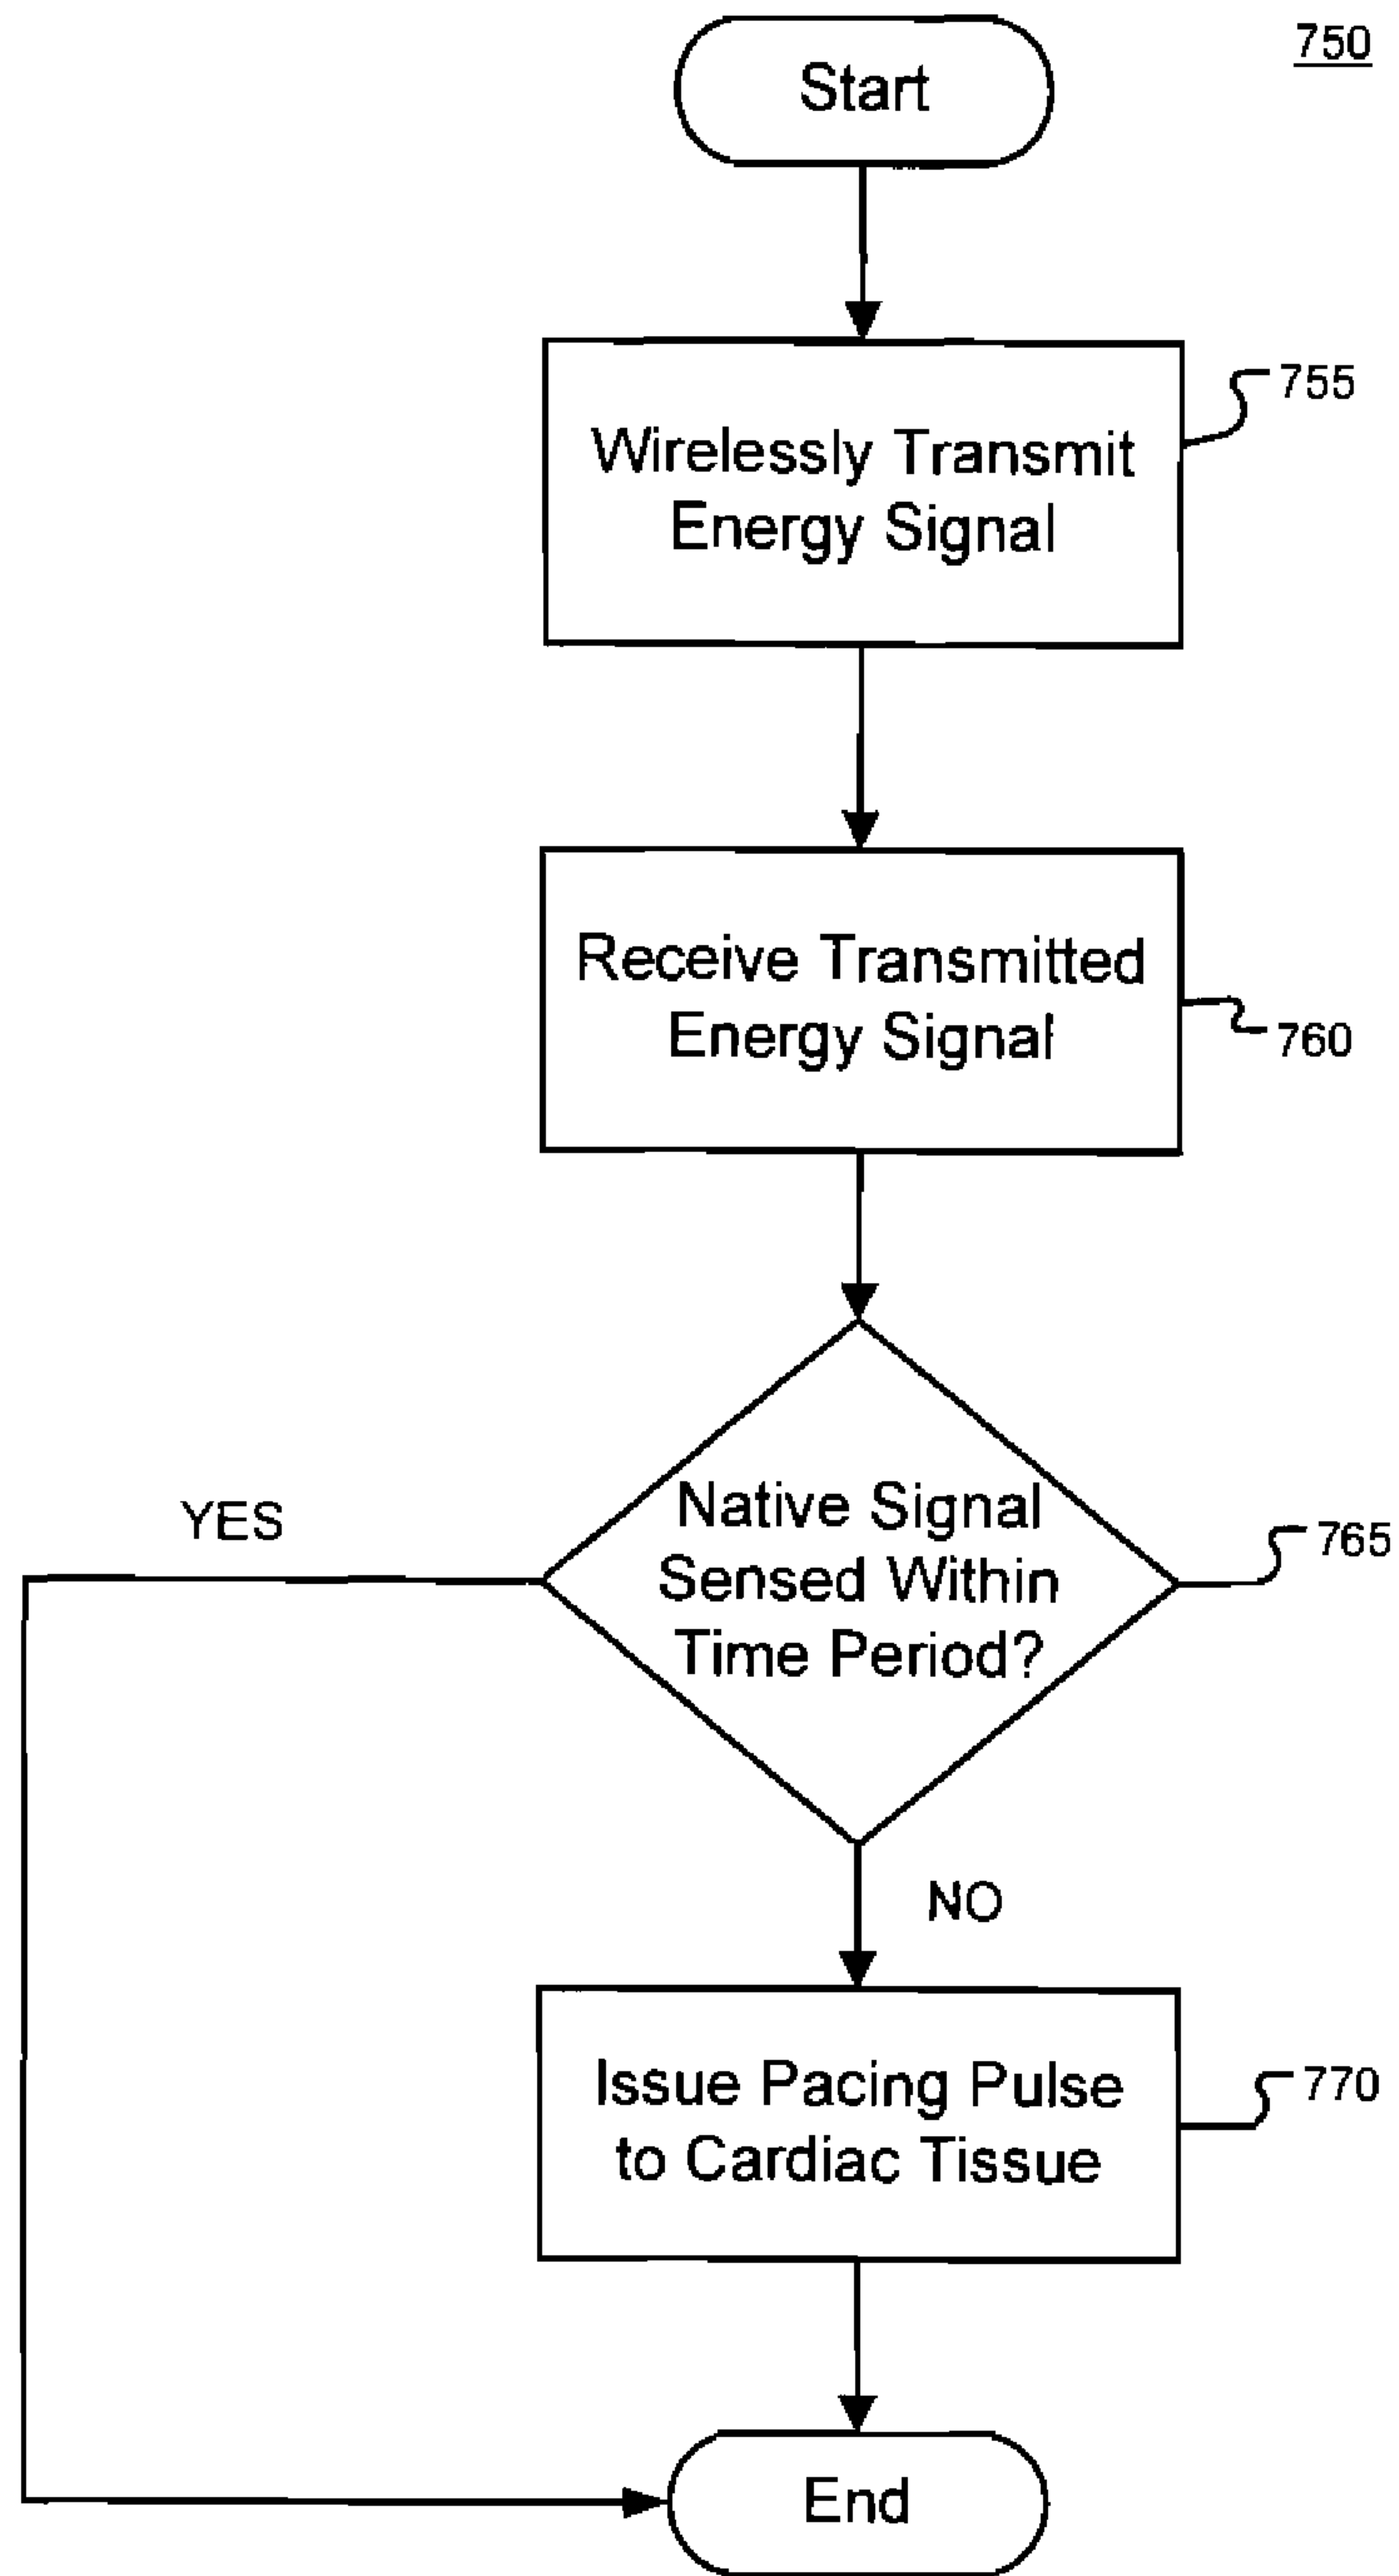 750
Start
Wirelessly Transmit
Energy Signal
755
Receive Transmitted
Energy Signal
760
Native Signal
Sensed Within
Time Period?
765
YES
NO
Issue Pacing Pulse
to Cardiac Tissue
770
End